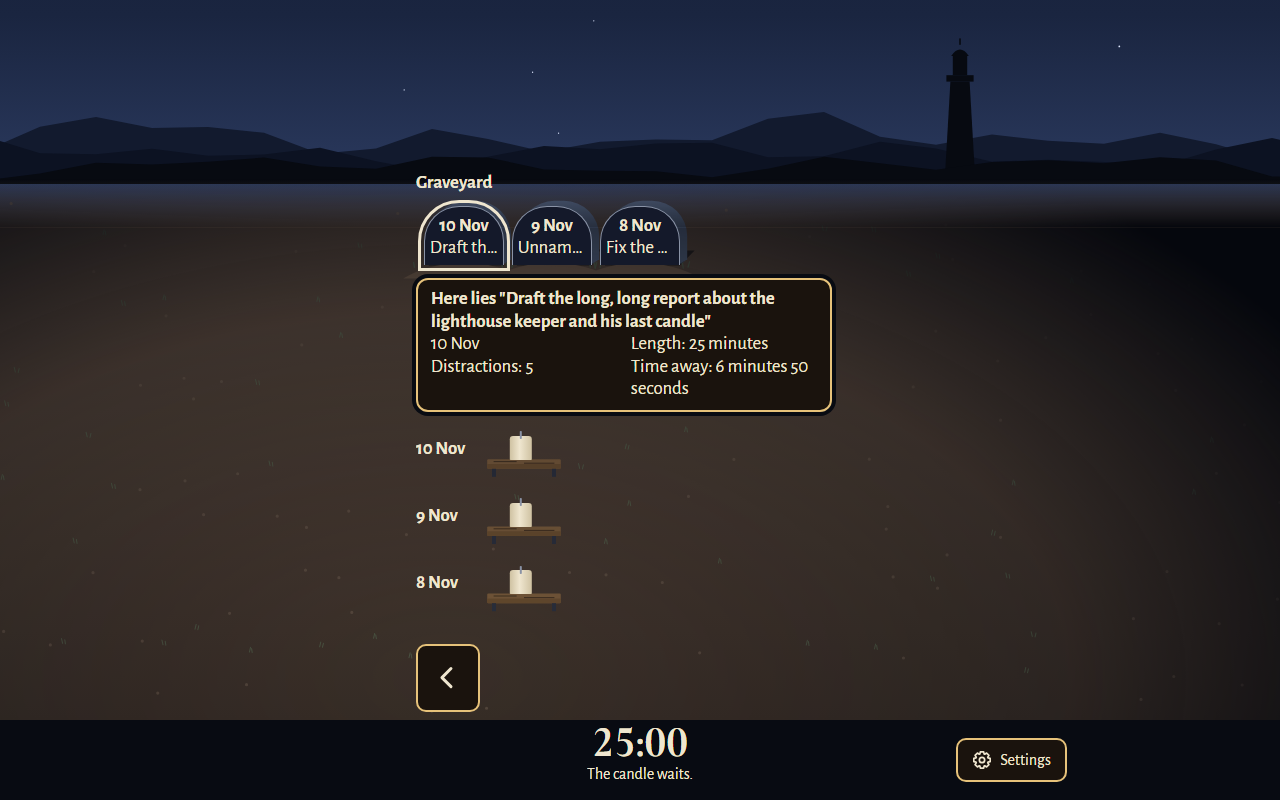 Graveyard
10 Nov
Draft th...
9 Nov
Unnam...
8 Nov
Fix the ...
Here lies "Draft the long, long report about the
lighthouse keeper and his last candle"
10 Nov
Length: 25 minutes
Distractions: 5
Time away: 6 minutes 50
seconds
10 Nov
9 Nov
8 Nov
25:00
The candle waits.
Settings